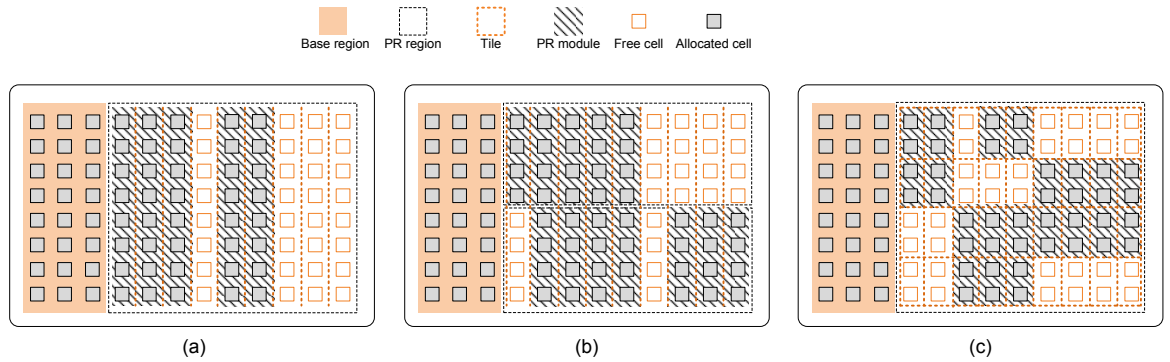 Base region PR region Tile PR module Free cell Allocated cell
(a) (b) (c)